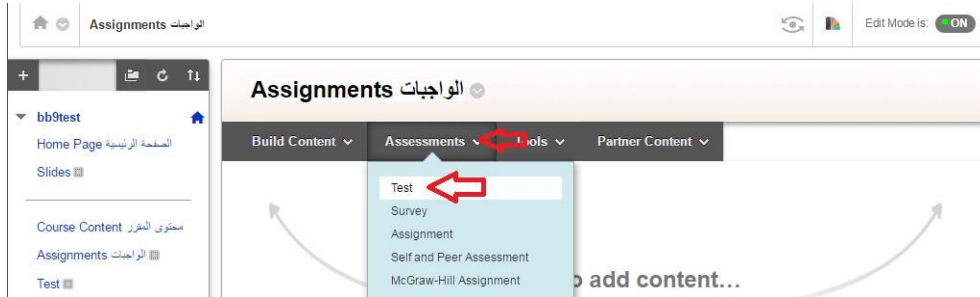 Assignments الواجبات
Edit Mode is: ON
Assignments الواجبات
bb9test
Home Page الصفحة الرئيسية
Slides
Course Content محتوى المقرر
Assignments الواجبات
Test
Build Content
Assessments
Partner Content
Test
Survey
Assignment
Self and Peer Assessment
McGraw-Hill Assignment
add content...